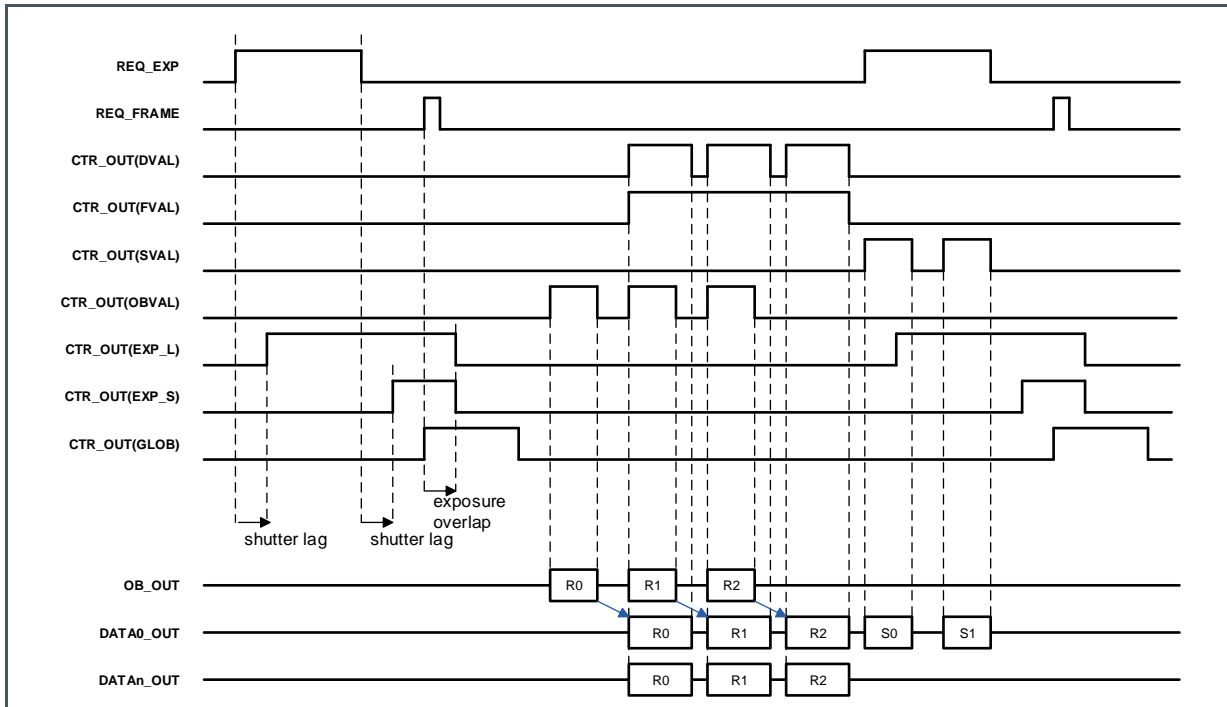 REQ_EXP
REQ_FRAME
CTR_OUT(DVAL)
CTR_OUT(FVAL)
CTR_OUT(SVAL)
CTR_OUT(OBVAL)
CTR_OUT(EXP_L)
CTR_OUT(EXP_S)
CTR_OUT(GLOB)
exposure
overlap
shutter lag
shutter lag
OB_OUT R0 R1 R2
DATA0_OUT R0 R1 R2 S0 S1
DATAn_OUT R0 R1 R2